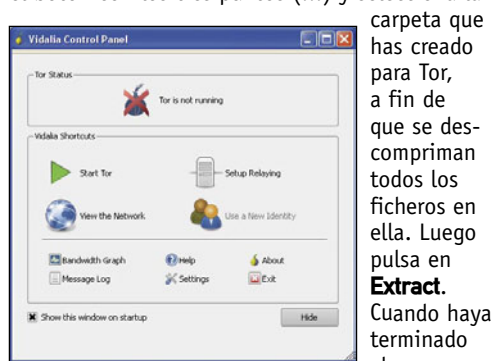 carpeta que
has creado
para Tor,
a fin de
que se des-
compriman
todos los
ficheros en
ella. Luego
pulsa en
Extract.
Cuando haya
terminado
Vidalia Control Panel
Tor Status
Tor is not running
Vidalia Shortcuts
Start Tor
Setup Relaying
View the Network
Use a New Identity
Bandwidth Graph
Help
About
Message Log
Settings
Exit
Show this window on startup
Hide